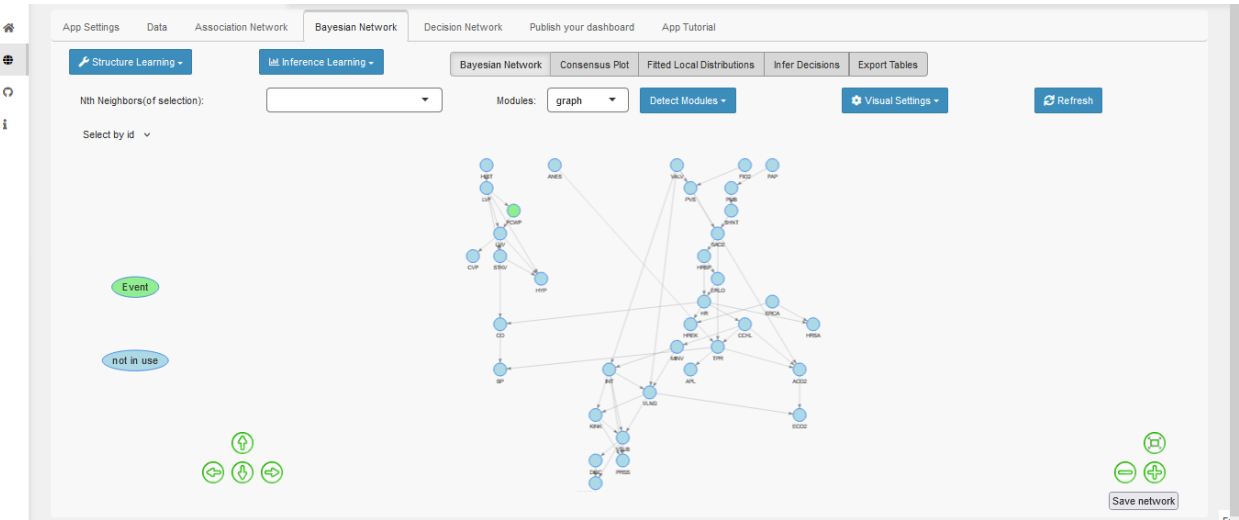 App Settings Data Association Network Bayesian Network Decision Network Publish your dashboard App Tutorial
Structure Learning Inference Learning Bayesian Network Consensus Plot Fitted Local Distributions Infer Decisions Export Tables
Nth Neighbors(of selection): Modules: graph Detect Modules Visual Settings Refresh
Select by id
HIST ANES VALV FIO2 PAP
LVF PVS PMB
PCWP SHNT
LVV SAO2
CVP STKV HRBP
HYP ERLO
HR ERCA
CO HREK CCHL HRSA
MINV TPR
BP INT APL ACO2
VLNG
KINK ECO2
VTUB
DISC PRSS
Event
not in use
Save network